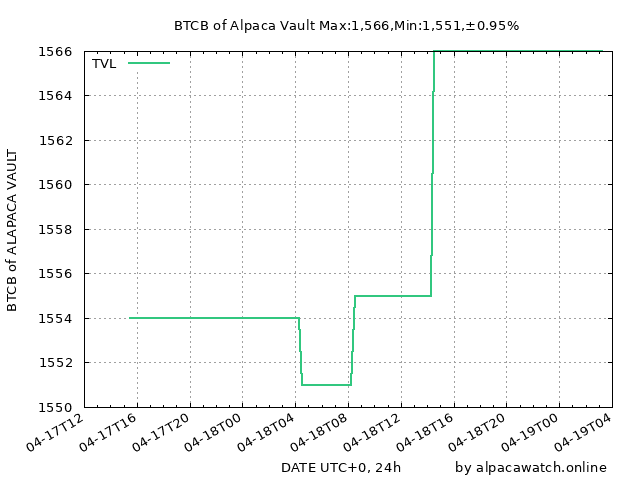 BTCB of Alpaca Vault Max:1,566,Min:1,551,±0.95%
TVL
BTCB of ALAPACA VAULT
1566
1564
1562
1560
1558
1556
1554
1552
1550
04-17T12
04-17T16
04-17T20
04-18T00
04-18T04
04-18T08
04-18T12
04-18T16
04-18T20
04-19T00
04-19T04
DATE UTC+0, 24h
by alpacawatch.online